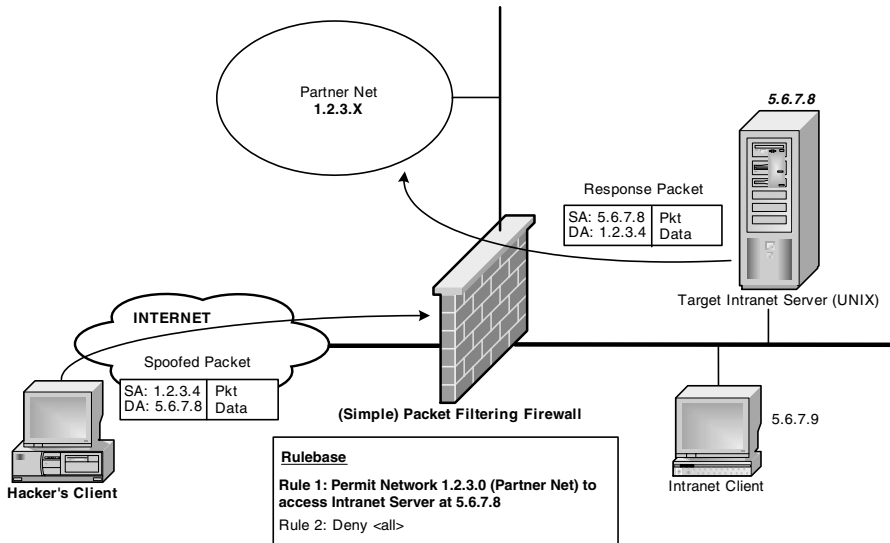 Partner Net
1.2.3.X
5.6.7.8
Response Packet
SA: 5.6.7.8 Pkt
DA: 1.2.3.4 Data
Target Intranet Server (UNIX)
INTERNET
Spoofed Packet
SA: 1.2.3.4 Pkt
DA: 5.6.7.8 Data
(Simple) Packet Filtering Firewall
5.6.7.9
Hacker's Client
Intranet Client
Rulebase
Rule 1: Permit Network 1.2.3.0 (Partner Net) to
access Intranet Server at 5.6.7.8
Rule 2: Deny <all>